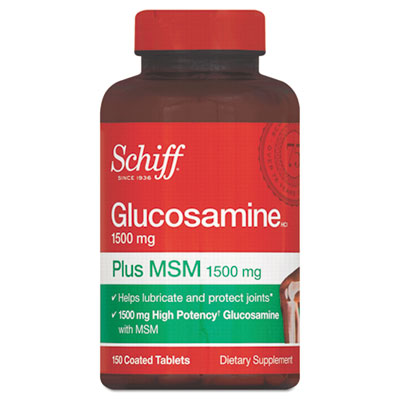 Schiff
SINCE 1936
Glucosamine HCl
1500 mg
Plus MSM 1500 mg
✓ Helps lubricate and protect joints*
✓ 1500 mg High Potency† Glucosamine
with MSM
150 Coated Tablets Dietary Supplement